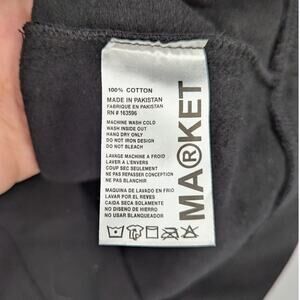 100% COTTON
MADE IN PAKISTAN
FABRIQUE EN PAKISTAN
RN # 163596
MACHINE WASH COLD
WASH INSIDE OUT
HANG DRY ONLY
DO NOT IRON DESIGN
DO NOT BLEACH
LAVAGE MACHINE A FROID
LAVER A L'ENVERS
COUP SEC SEULEMENT
NE PAS REPASSER CONCEPTION
NE PAS BLANCHIR
MAQUINA DE LAVADO EN FRIO
LAVAR POR EL REVES
CAIDA SECA SOLAMENTE
NO DISENO DE HIERRO
NO USAR BLANQUEADOR
MA®KET